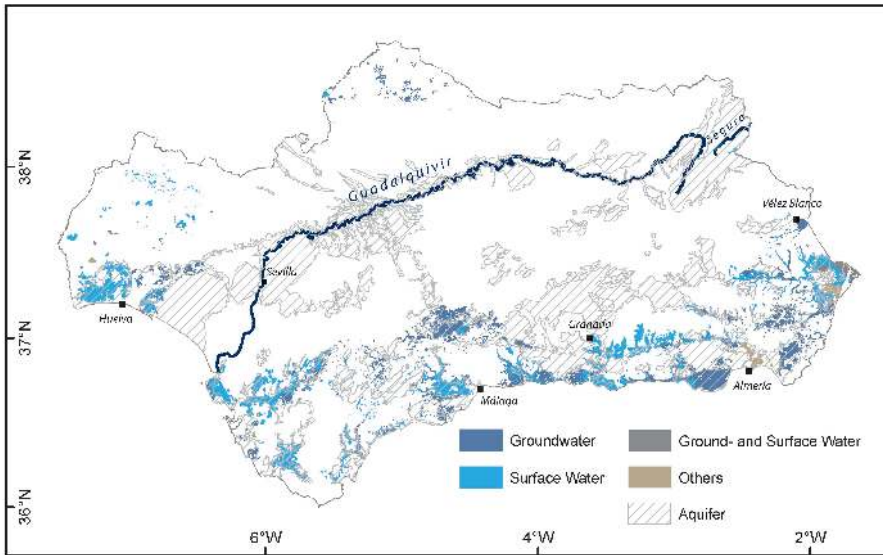 38°N
37°N
36°N
6°W
4°W
2°W
Guadalquivir
Segura
Vélez Blanco
Sevilla
Huelva
Granada
Málaga
Almería
Groundwater
Surface Water
Ground- and Surface Water
Others
Aquifer